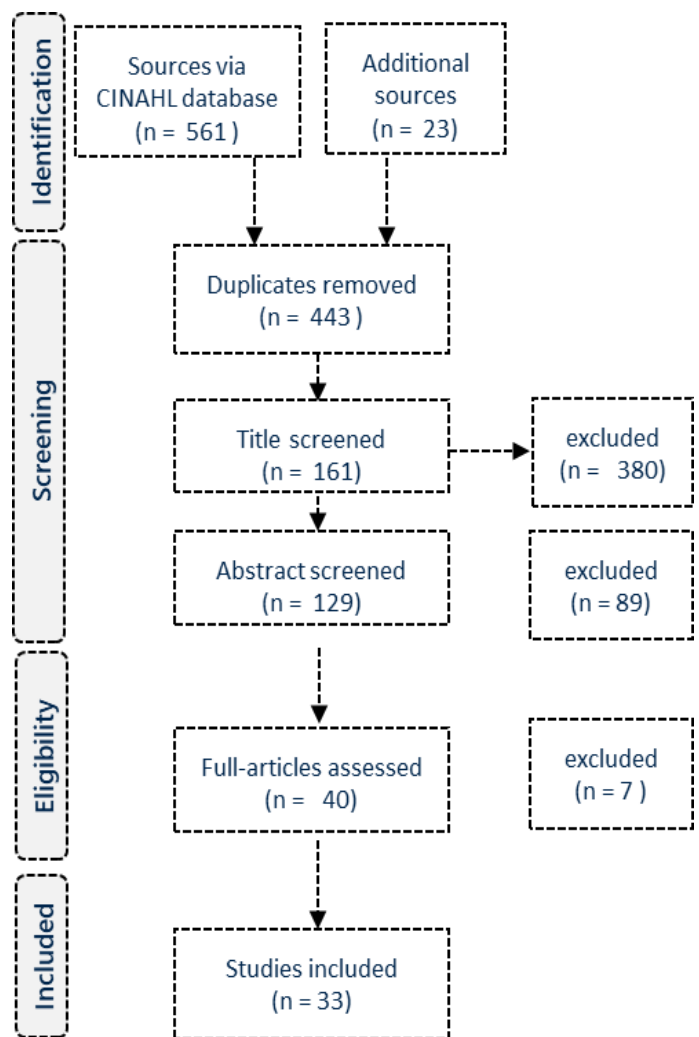 Identification
Sources via
CINAHL database
(n = 561)
Additional
sources
(n = 23)
Screening
Duplicates removed
(n = 443 )
Title screened
(n = 161)
excluded
(n = 380)
Abstract screened
(n = 129)
excluded
(n = 89)
Eligibility
Full-articles assessed
(n = 40)
excluded
(n = 7 )
Included
Studies included
(n = 33)